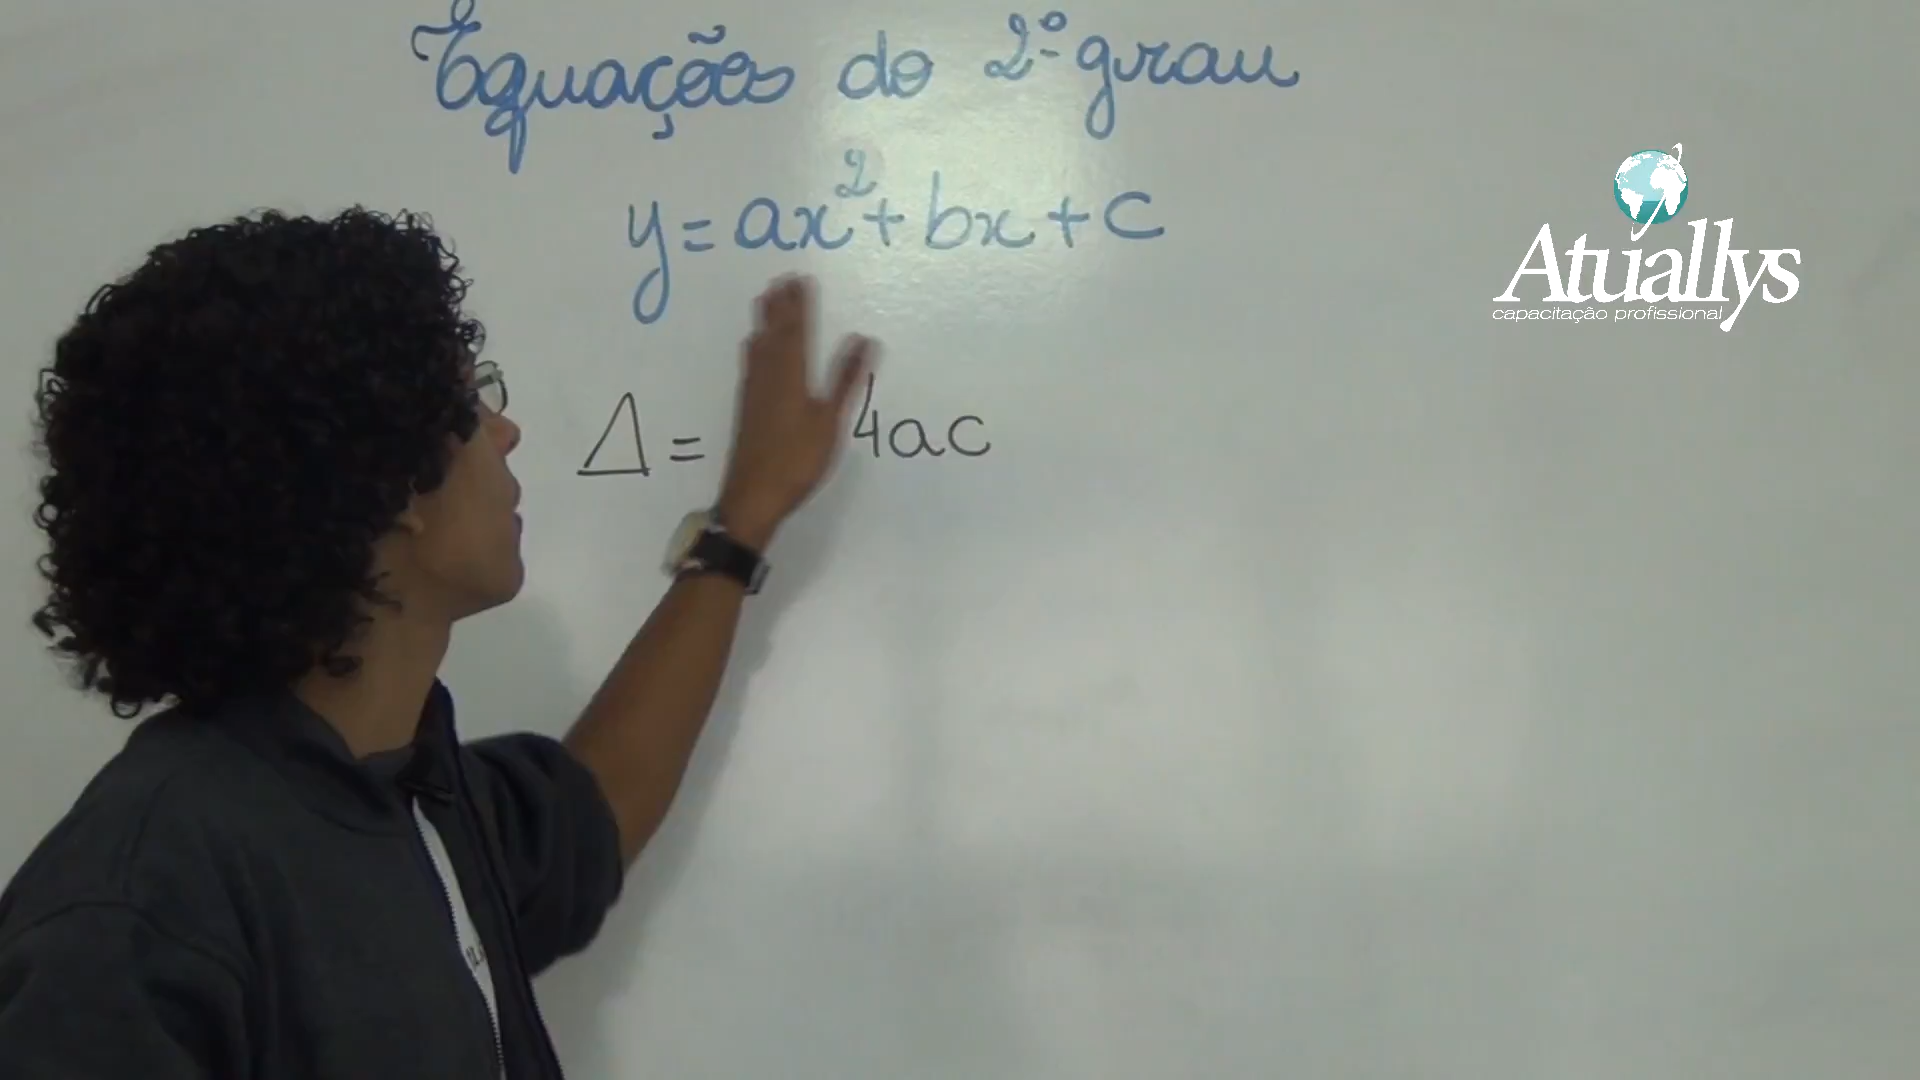 Equações do 2º grau
y = ax² + bx + c
Δ = 4ac
Atuallys
capacitação profissional